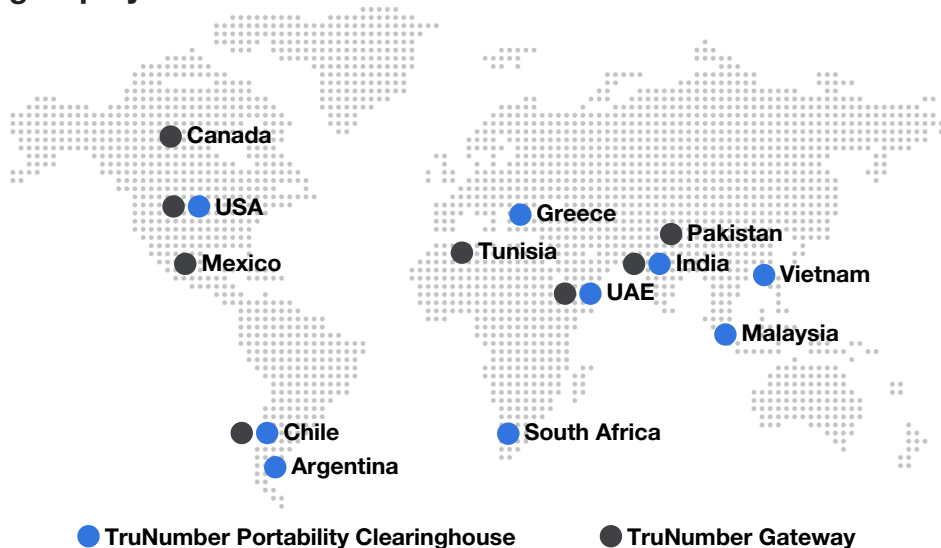 Canada
USA
Greece
Pakistan
Tunisia
Mexico
India
Vietnam
UAE
Malaysia
Chile
South Africa
Argentina
TruNumber Portability Clearinghouse
TruNumber Gateway